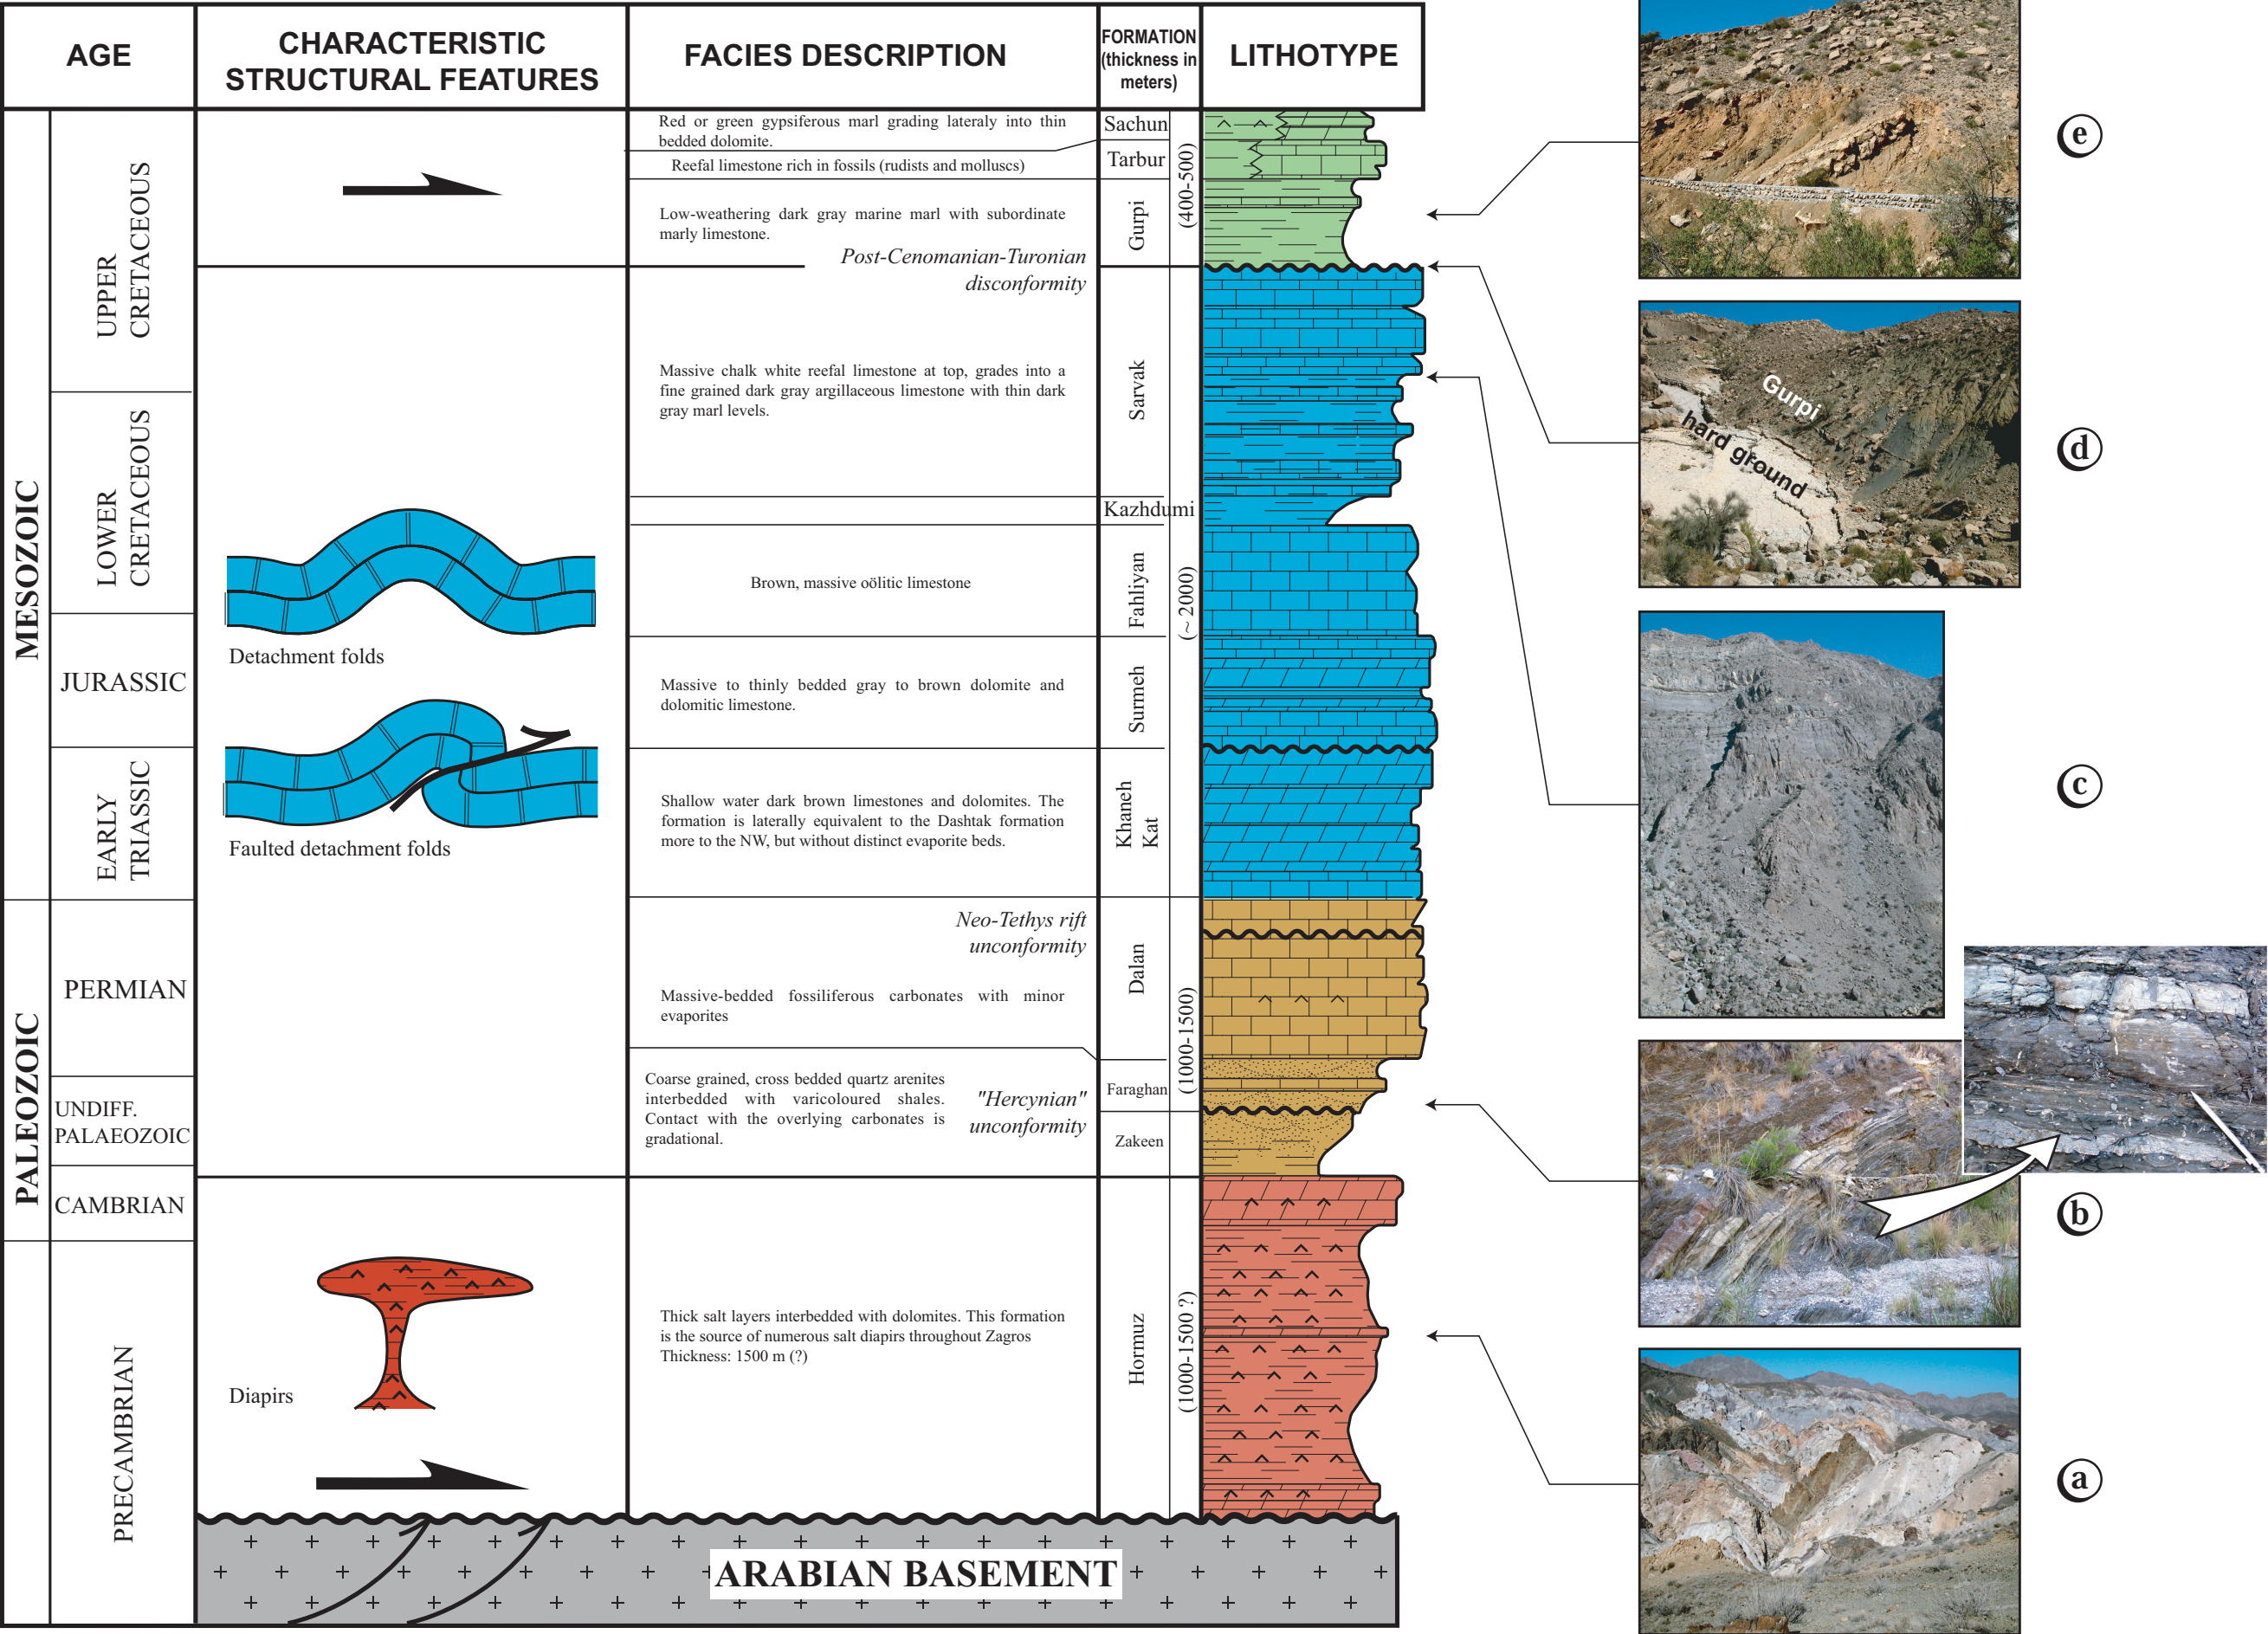 AGE
CHARACTERISTIC
STRUCTURAL FEATURES
FACIES DESCRIPTION
FORMATION
(thickness in
meters)
LITHOTYPE
MESOZOIC
UPPER
CRETACEOUS
LOWER
CRETACEOUS
JURASSIC
EARLY
TRIASSIC
PALEOZOIC
PERMIAN
UNDIFF.
PALAEOZOIC
CAMBRIAN
PRECAMBRIAN
Detachment folds
Faulted detachment folds
Diapirs
Red or green gypsiferous marl grading lateraly into thin
bedded dolomite.
Reefal limestone rich in fossils (rudists and molluscs)
Low-weathering dark gray marine marl with subordinate
marly limestone.
Post-Cenomanian-Turonian
disconformity
Massive chalk white reefal limestone at top, grades into a
fine grained dark gray argillaceous limestone with thin dark
gray marl levels.
Brown, massive oölitic limestone
Massive to thinly bedded gray to brown dolomite and
dolomitic limestone.
Shallow water dark brown limestones and dolomites. The
formation is laterally equivalent to the Dashtak formation
more to the NW, but without distinct evaporite beds.
Neo-Tethys rift
unconformity
Massive-bedded fossiliferous carbonates with minor
evaporites
Coarse grained, cross bedded quartz arenites
interbedded with varicoloured shales.
Contact with the overlying carbonates is
gradational.
"Hercynian"
unconformity
Thick salt layers interbedded with dolomites. This formation
is the source of numerous salt diapirs throughout Zagros
Thickness: 1500 m (?)
Sachun
Tarbur
Gurpi
Sarvak
Kazhdumi
Fahliyan
Surmeh
Khaneh
Kat
Dalan
Faraghan
Zakeen
Hormuz
(400-500)
(~ 2000)
(1000-1500)
(1000-1500 ?)
ARABIAN BASEMENT
e
Gurpi
hard ground
d
c
b
a